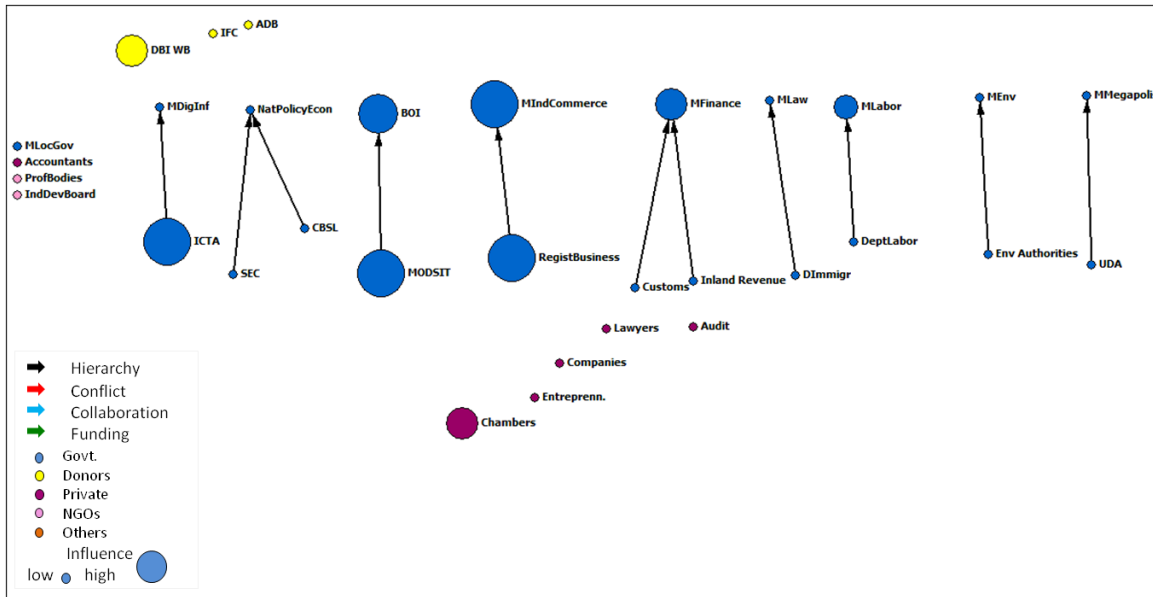 ADB
IFC
DBI WB
MDigInf
NatPolicyEcon
BOI
MIndCommerce
MFinance
MLaw
MLabor
MEnv
MMegapoli
MLocGov
Accountants
ProfBodies
IndDevBoard
ICTA
SEC
CBSL
MODSIT
RegistBusiness
Customs
Inland Revenue
DImmigr
DeptLabor
Env Authorities
UDA
Lawyers
Audit
Companies
Entreprenn.
Chambers
Hierarchy
Conflict
Collaboration
Funding
Govt.
Donors
Private
NGOs
Others
Influence
low high